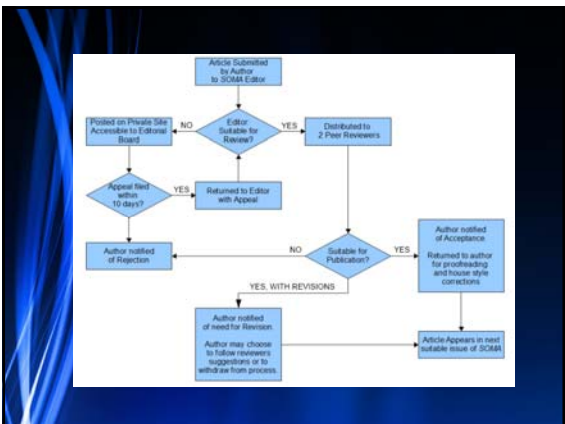 Article Submitted
by Author
to SOMA Editor
Posted on Private Site
Accessible to Editorial
Board
NO
Editor:
Suitable for
Review?
YES
Distributed to
2 Peer Reviewers
Appeal filed
within
10 days?
YES
Returned to Editor
with Appeal
Author notified
of Rejection
NO
Suitable for
Publication?
YES
Author notified
of Acceptance
Returned to author
for proofreading
and house style
corrections
YES, WITH REVISIONS
Author notified
of need for Revision.
Author may choose
to follow reviewers
suggestions or to
withdraw from process.
Article Appears in next
suitable issue of SOMA